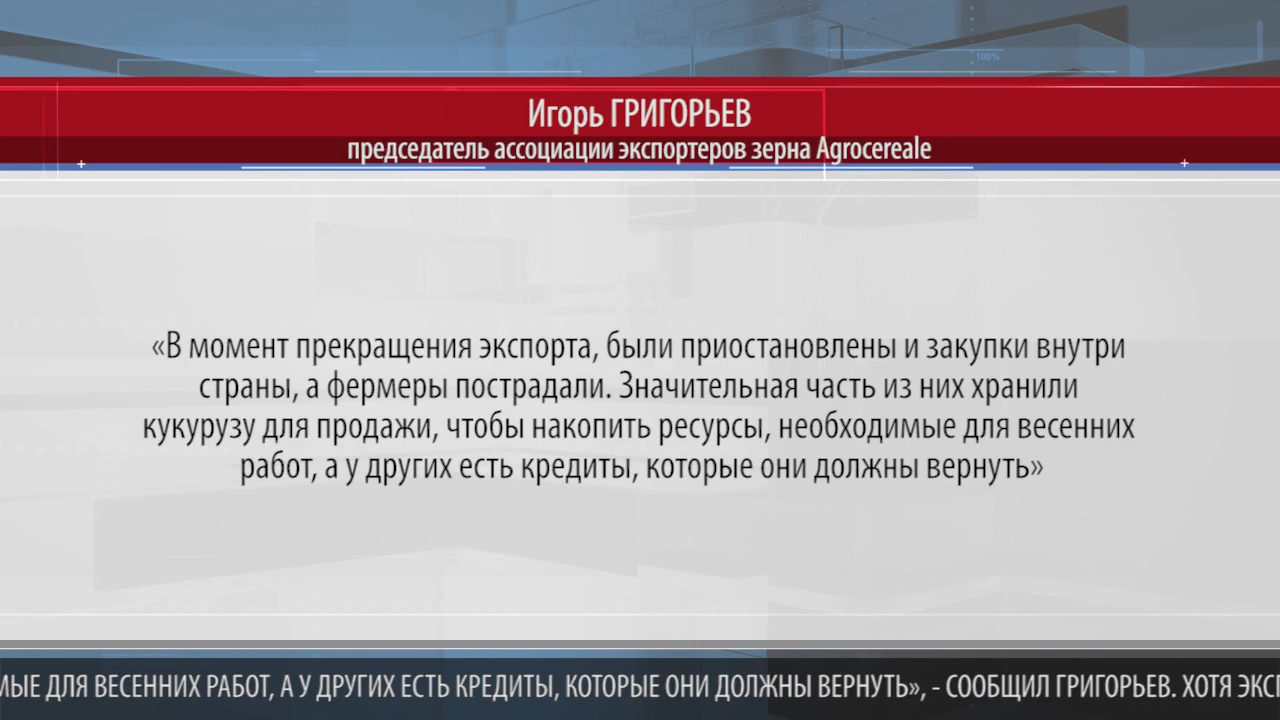 100%
Игорь ГРИГОРЬЕВ
председатель ассоциации экспортеров зерна Agrocereale
«В момент прекращения экспорта, были приостановлены и закупки внутри
страны, а фермеры пострадали. Значительная часть из них хранили
кукурузу для продажи, чтобы накопить ресурсы, необходимые для весенних
работ, а у других есть кредиты, которые они должны вернуть»
ДЛЯ ВЕСЕННИХ РАБОТ, А У ДРУГИХ ЕСТЬ КРЕДИТЫ, КОТОРЫЕ ОНИ ДОЛЖНЫ ВЕРНУТЬ», - СООБЩИЛ ГРИГОРЬЕВ. ХОТЯ